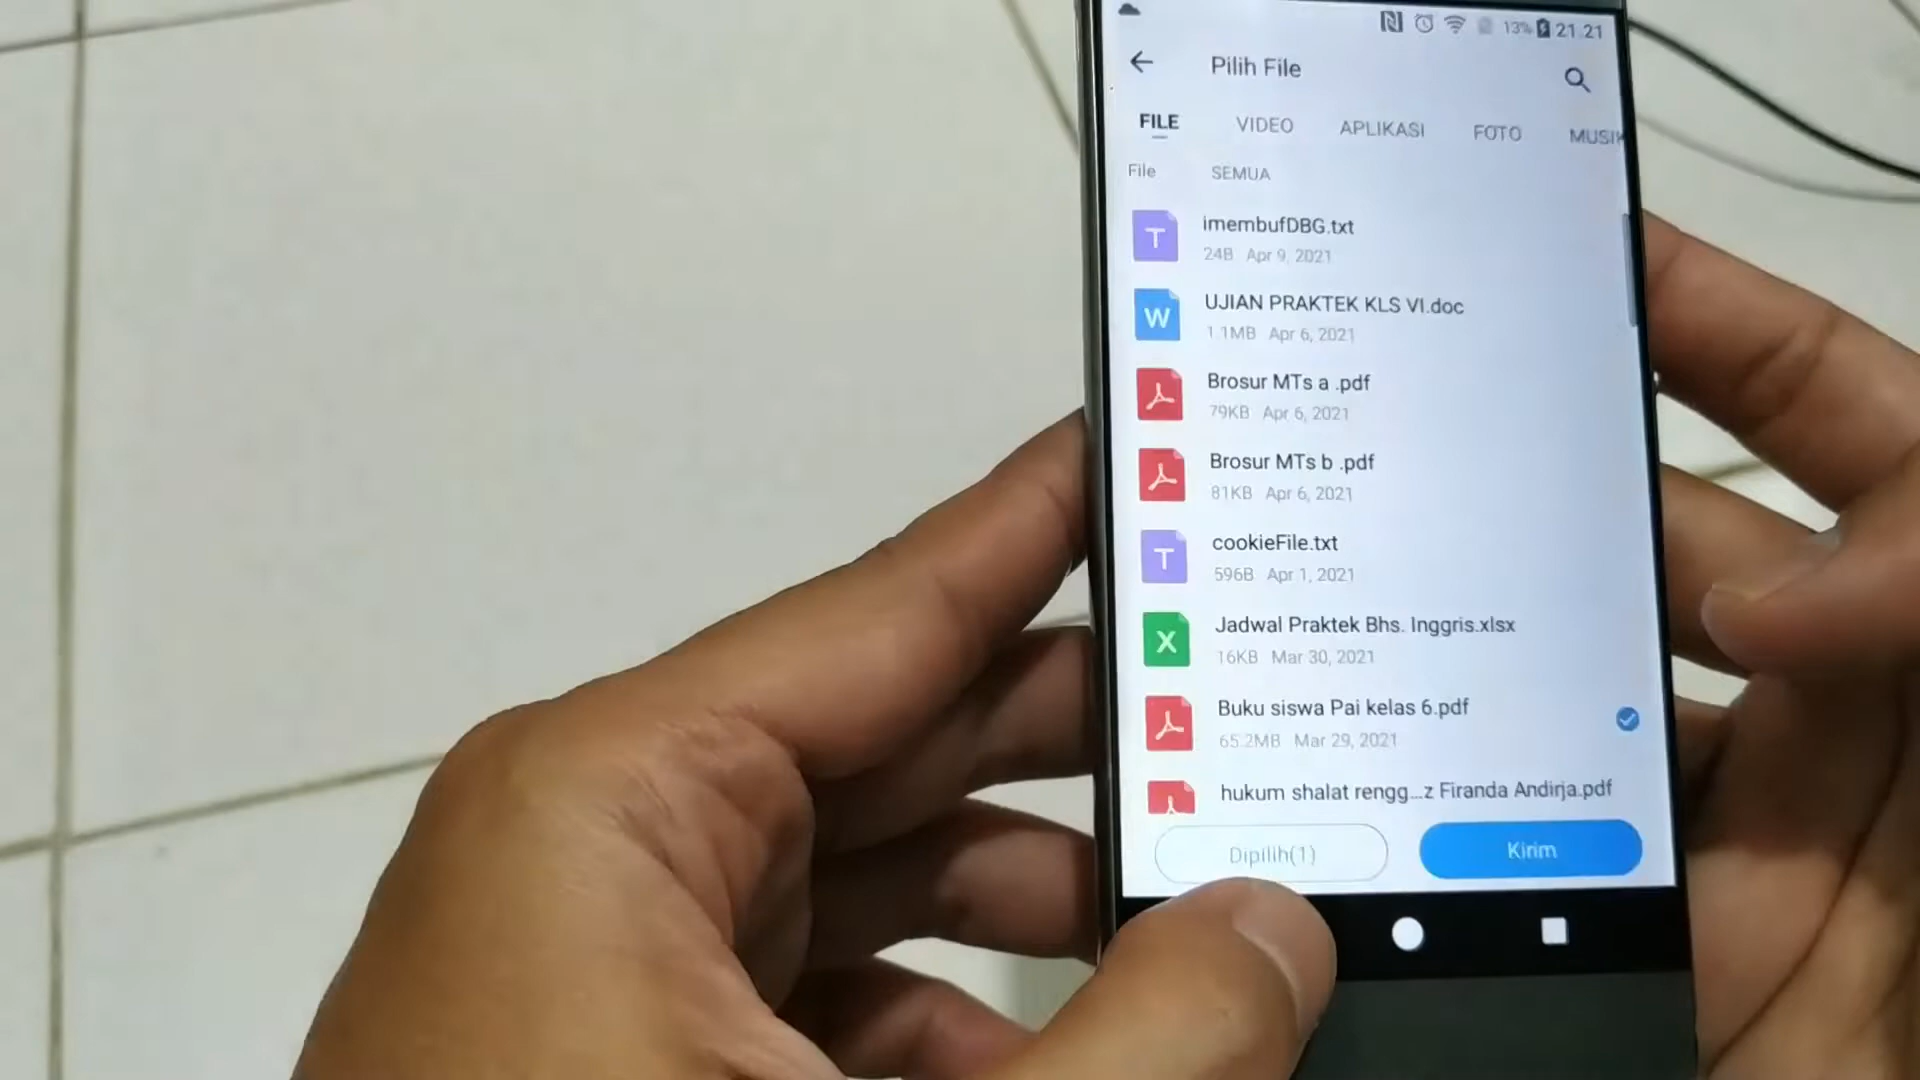 13% 21.21
Pilih File
FILE VIDEO APLIKASI FOTO MUSIK
File SEMUA
T imembufDBG.txt
24B Apr 9, 2021
W UJIAN PRAKTEK KLS VI.doc
1.1MB Apr 6, 2021
Brosur MTs a .pdf
79KB Apr 6, 2021
Brosur MTs b .pdf
81KB Apr 6, 2021
T cookieFile.txt
596B Apr 1, 2021
X Jadwal Praktek Bhs. Inggris.xlsx
16KB Mar 30, 2021
Buku siswa Pai kelas 6.pdf
65.2MB Mar 29, 2021
hukum shalat rengg...z Firanda Andirja.pdf
Dipilih(1) Kirim